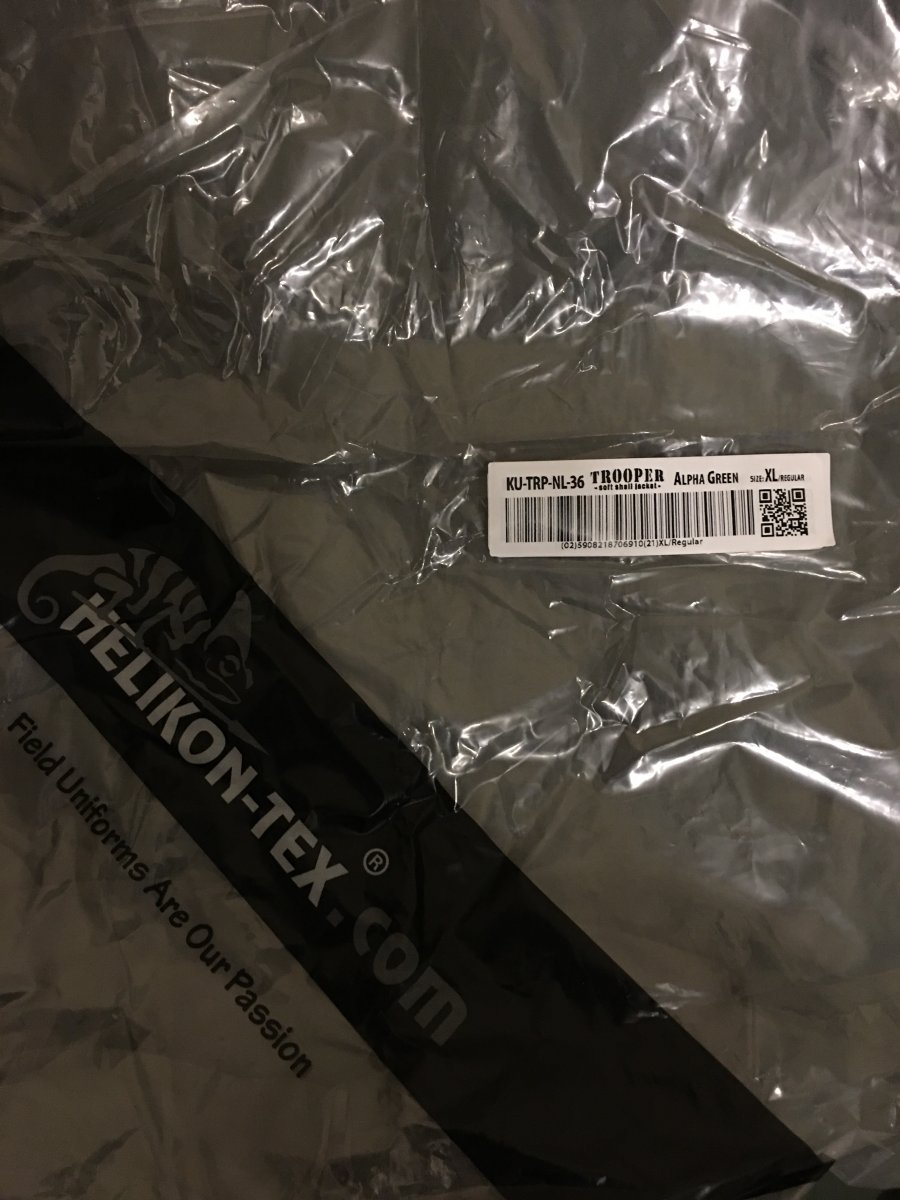 KU-TRP-NL-36 TROOPER ALPHA GREEN SIZE: XL/REGULAR
- soft shell jacket -
(02)5908218706910(21)XL/Regular
HELIKON-TEX®.com
Field Uniforms Are Our Passion